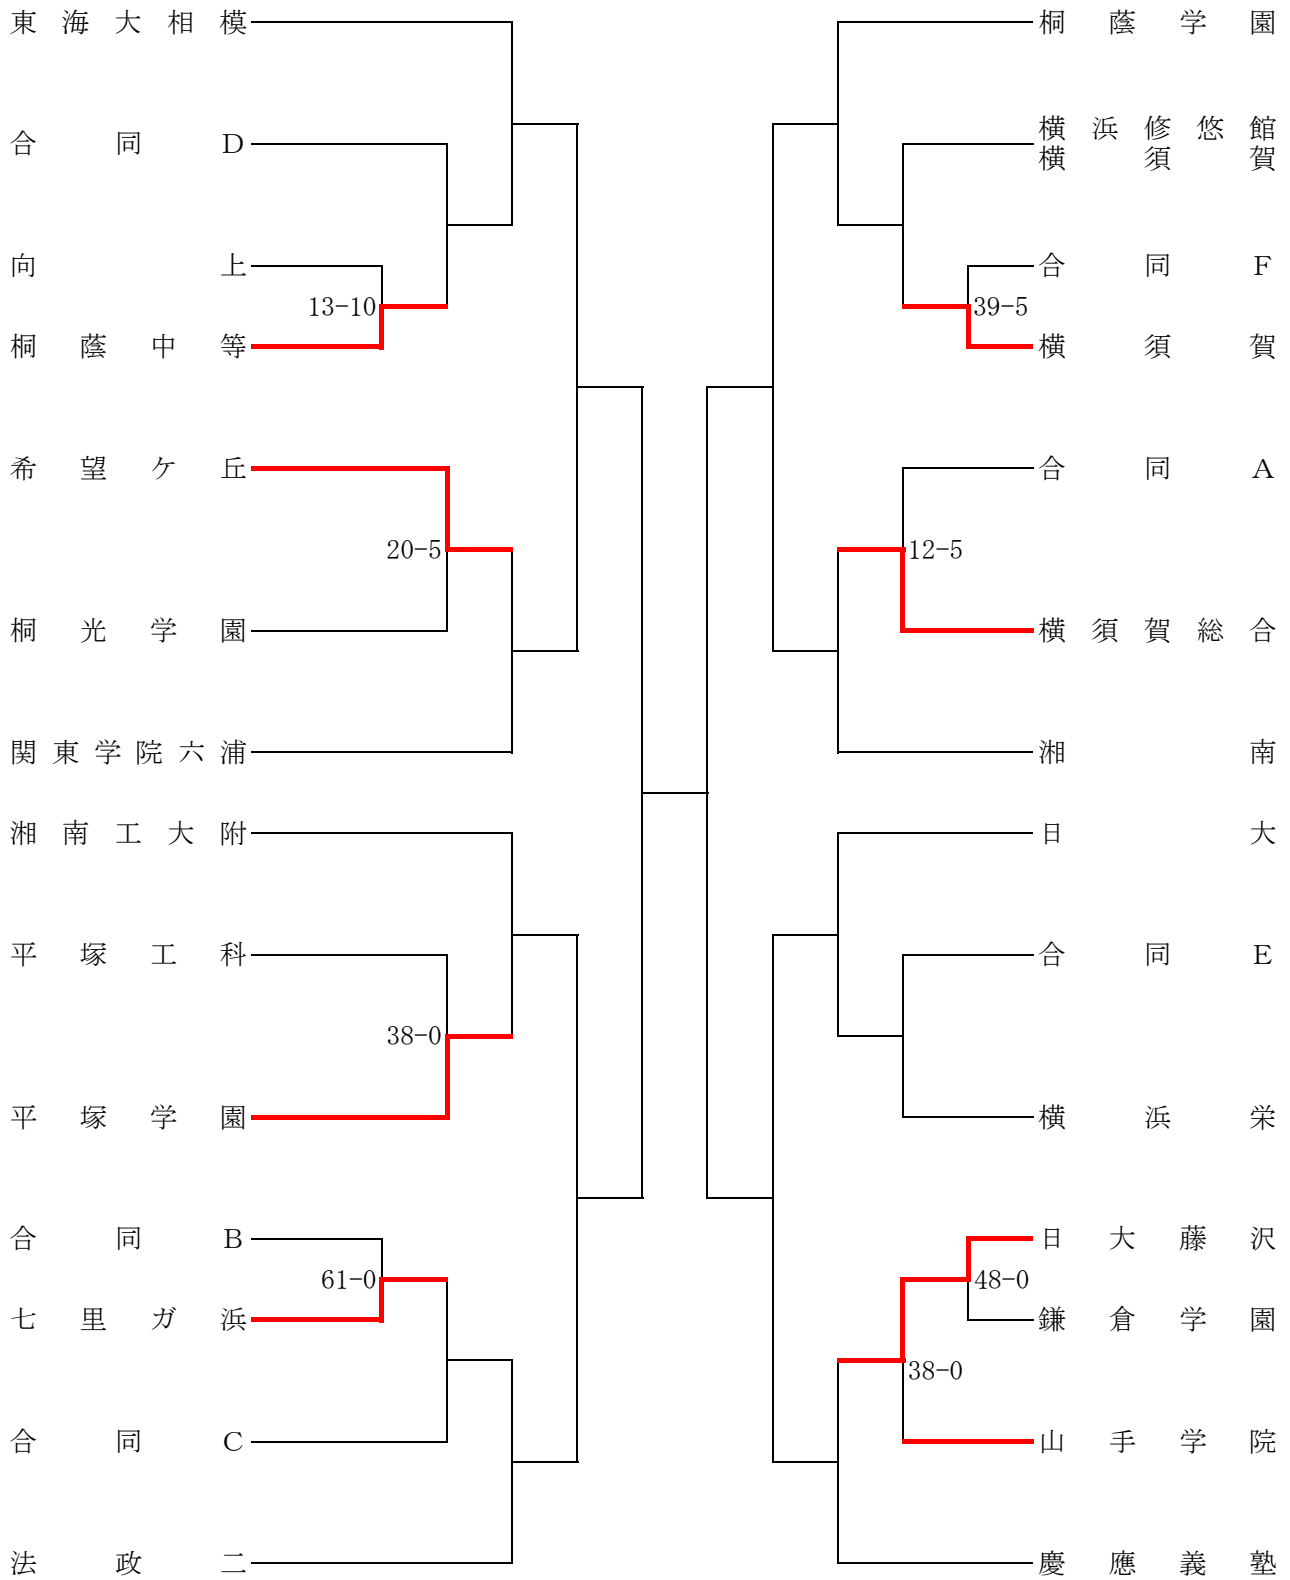 東海大相模
合同D
向上
13-10
桐蔭中等
希望ケ丘
20-5
桐光学園
関東学院六浦
湘南工大附
平塚工科
38-0
平塚学園
合同B
61-0
七里ガ浜
合同C
法政二
桐蔭学園
横浜修悠館
横須賀
合同F
39-5
横須賀
合同A
12-5
横須賀総合
湘南
日大
合同E
横浜栄
日大藤沢
48-0
鎌倉学園
38-0
山手学院
慶應義塾